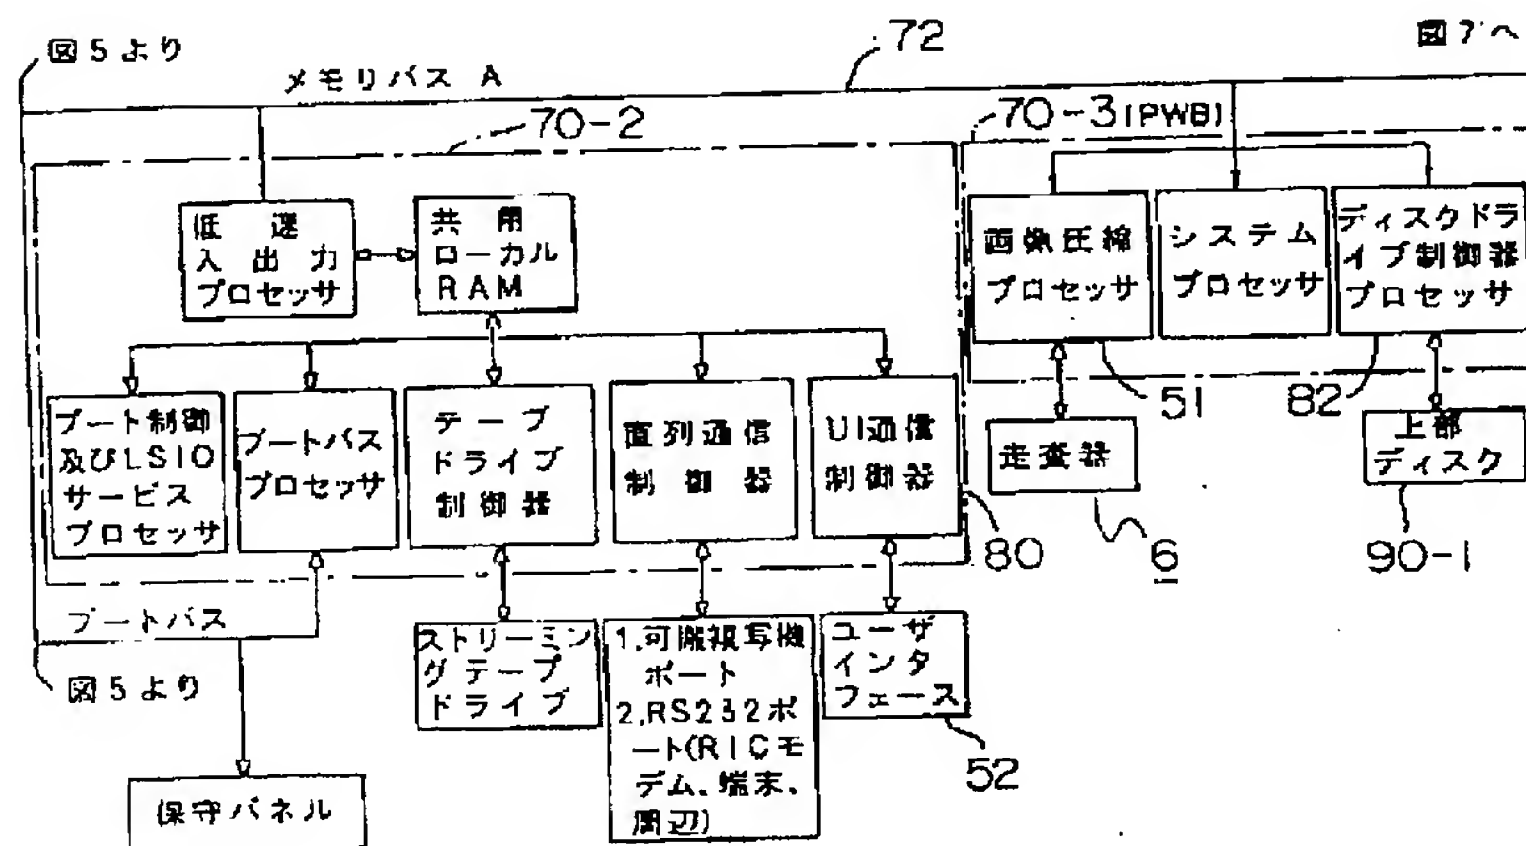 図5より
72
図7へ
メモリバス A
70-2
70-3(PWB)
低速
入出力
プロセッサ
共用
ローカル
RAM
画像圧縮
プロセッサ
システム
プロセッサ
ディスクドラ
イブ制御器
プロセッサ
ブート制御
及びLSIO
サービス
プロセッサ
ブートバス
プロセッサ
テープ
ドライブ
制御器
直列通信
制御器
UI通信
制御器
51
82
走査器
上部
ディスク
80
6
90-1
ブートバス
図5より
ストリーミン
グテープ
ドライブ
1.可
ポート
2.RS232ポ
ート(RICモ
デム、端末、
周辺)
ユーザ
インタ
フェース
52
保守パネル